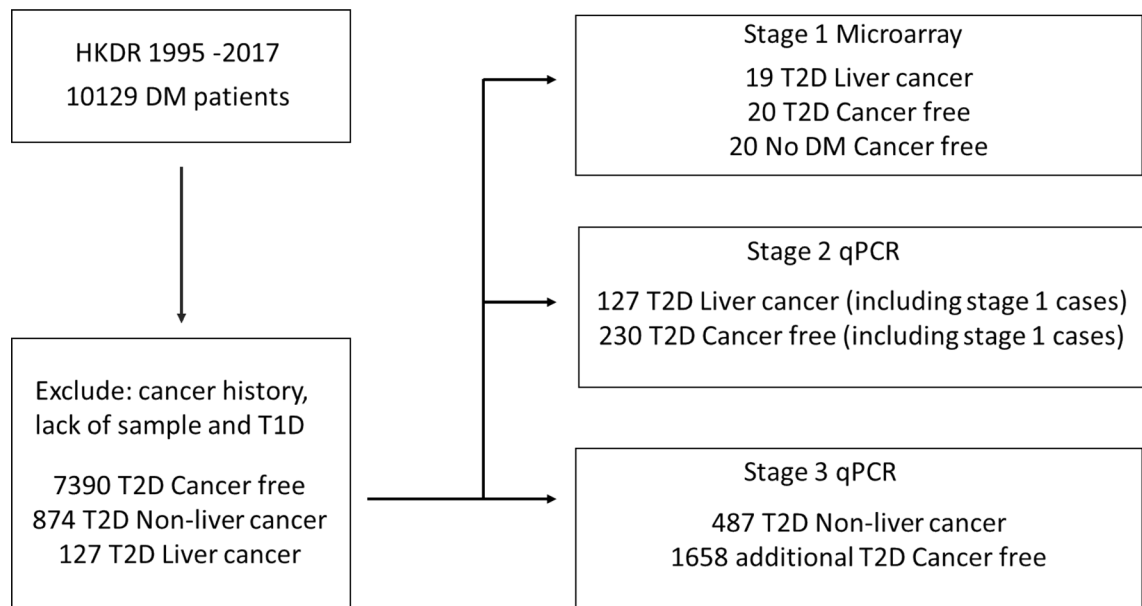 HKDR 1995 -2017
10129 DM patients
Exclude: cancer history,
lack of sample and T1D
7390 T2D Cancer free
874 T2D Non-liver cancer
127 T2D Liver cancer
Stage 1 Microarray
19 T2D Liver cancer
20 T2D Cancer free
20 No DM Cancer free
Stage 2 qPCR
127 T2D Liver cancer (including stage 1 cases)
230 T2D Cancer free (including stage 1 cases)
Stage 3 qPCR
487 T2D Non-liver cancer
1658 additional T2D Cancer free